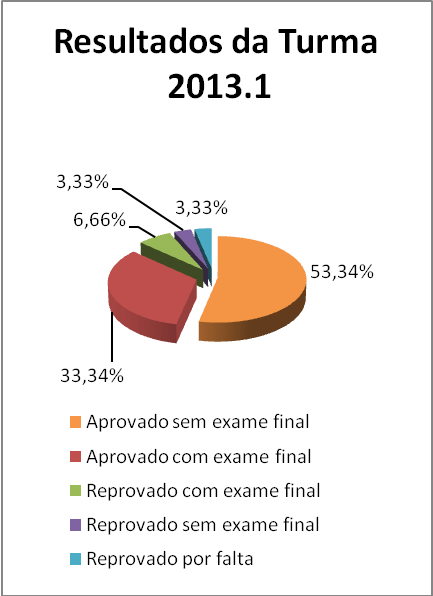 Resultados da Turma
2013.1
3,33%
6,66%
3,33%
53,34%
33,34%
Aprovado sem exame final
Aprovado com exame final
Reprovado com exame final
Reprovado sem exame final
Reprovado por falta